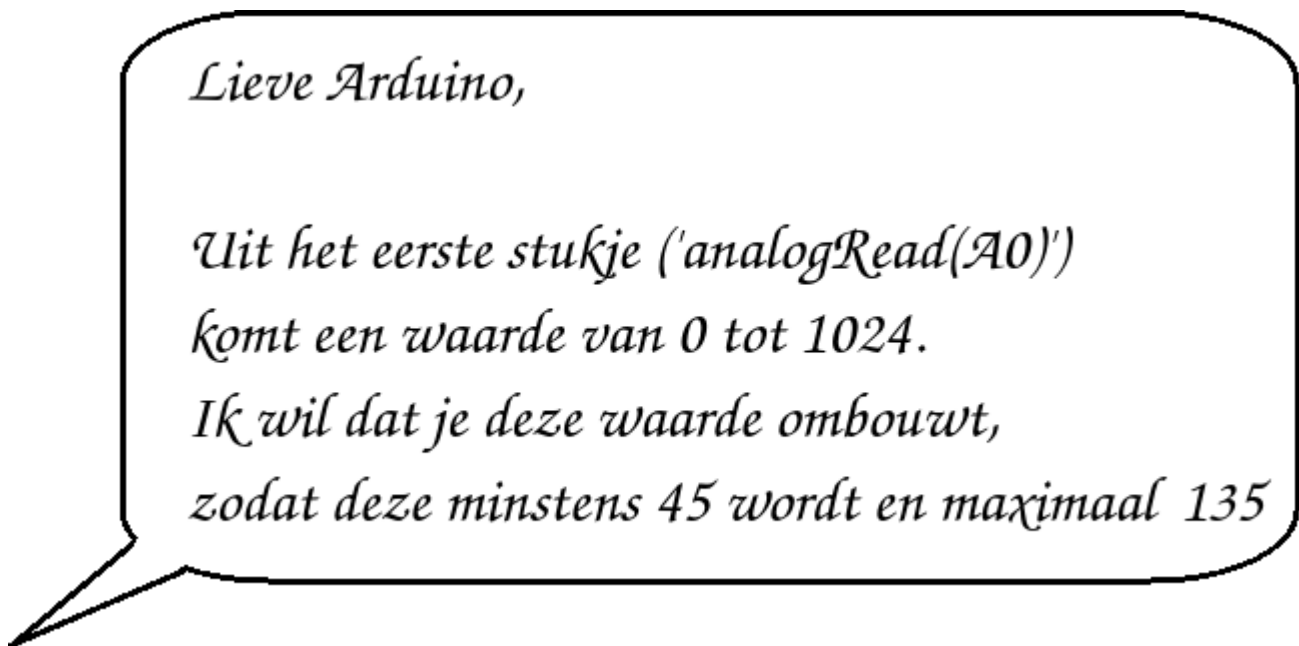 Lieve Arduino,
Uit het eerste stukje ('analogRead(A0)')
komt een waarde van 0 tot 1024.
Ik wil dat je deze waarde ombouwt,
zodat deze minstens 45 wordt en maximaal 135